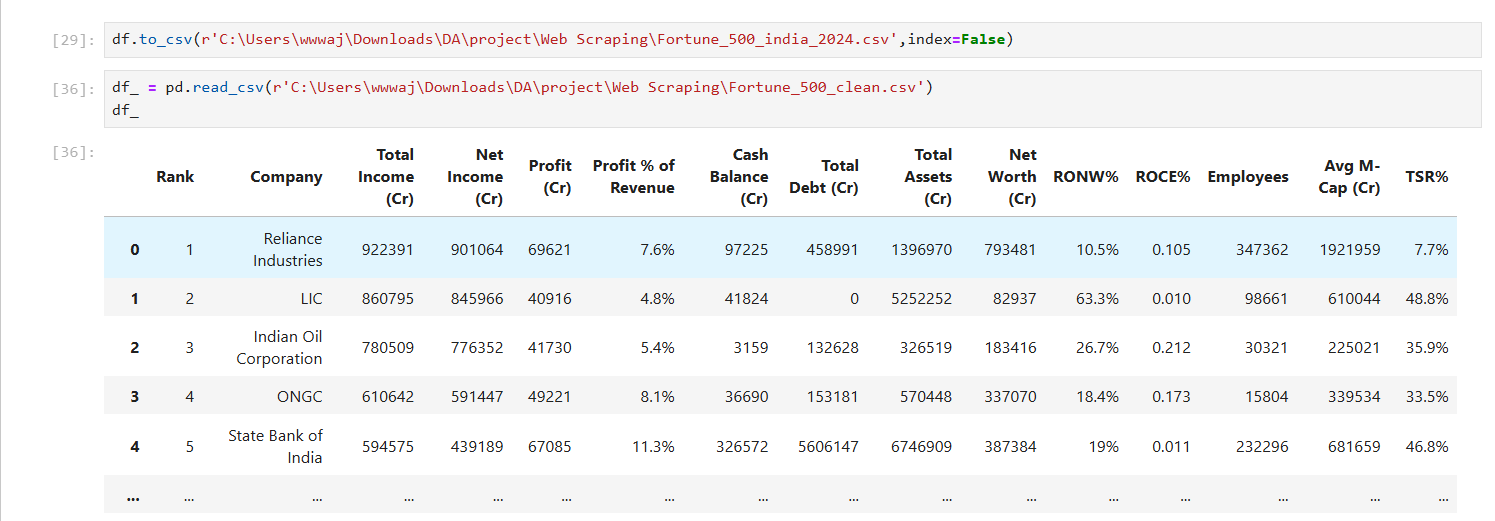 [29]: df.to_csv(r'C:\Users\wwwaj\Downloads\DA\project\Web Scraping\Fortune_500_india_2024.csv',index=False)
[36]: df_ = pd.read_csv(r'C:\Users\wwwaj\Downloads\DA\project\Web Scraping\Fortune_500_clean.csv')
df_
[36]:
Rank Company Total Income (Cr) Net Income (Cr) Profit (Cr) Profit % of Revenue Cash Balance (Cr) Total Debt (Cr) Total Assets (Cr) Net Worth (Cr) RONW% ROCE% Employees Avg M-Cap (Cr) TSR%
0 1 Reliance Industries 922391 901064 69621 7.6% 97225 458991 1396970 793481 10.5% 0.105 347362 1921959 7.7%
1 2 LIC 860795 845966 40916 4.8% 41824 0 5252252 82937 63.3% 0.010 98661 610044 48.8%
2 3 Indian Oil Corporation 780509 776352 41730 5.4% 3159 132628 326519 183416 26.7% 0.212 30321 225021 35.9%
3 4 ONGC 610642 591447 49221 8.1% 36690 153181 570448 337070 18.4% 0.173 15804 339534 33.5%
4 5 State Bank of India 594575 439189 67085 11.3% 326572 5606147 6746909 387384 19% 0.011 232296 681659 46.8%
... ... ... ... ... ... ... ... ... ... ... ... ... ... ... ...